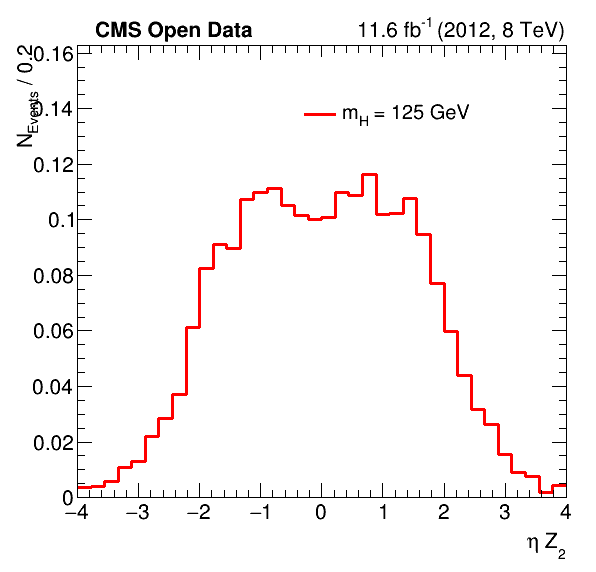 CMS Open Data 11.6 fb⁻¹ (2012, 8 TeV)
N_Events / 0.2
m_H = 125 GeV
0.16
0.14
0.12
0.1
0.08
0.06
0.04
0.02
0
−4 −3 −2 −1 0 1 2 3 4
η Z₂